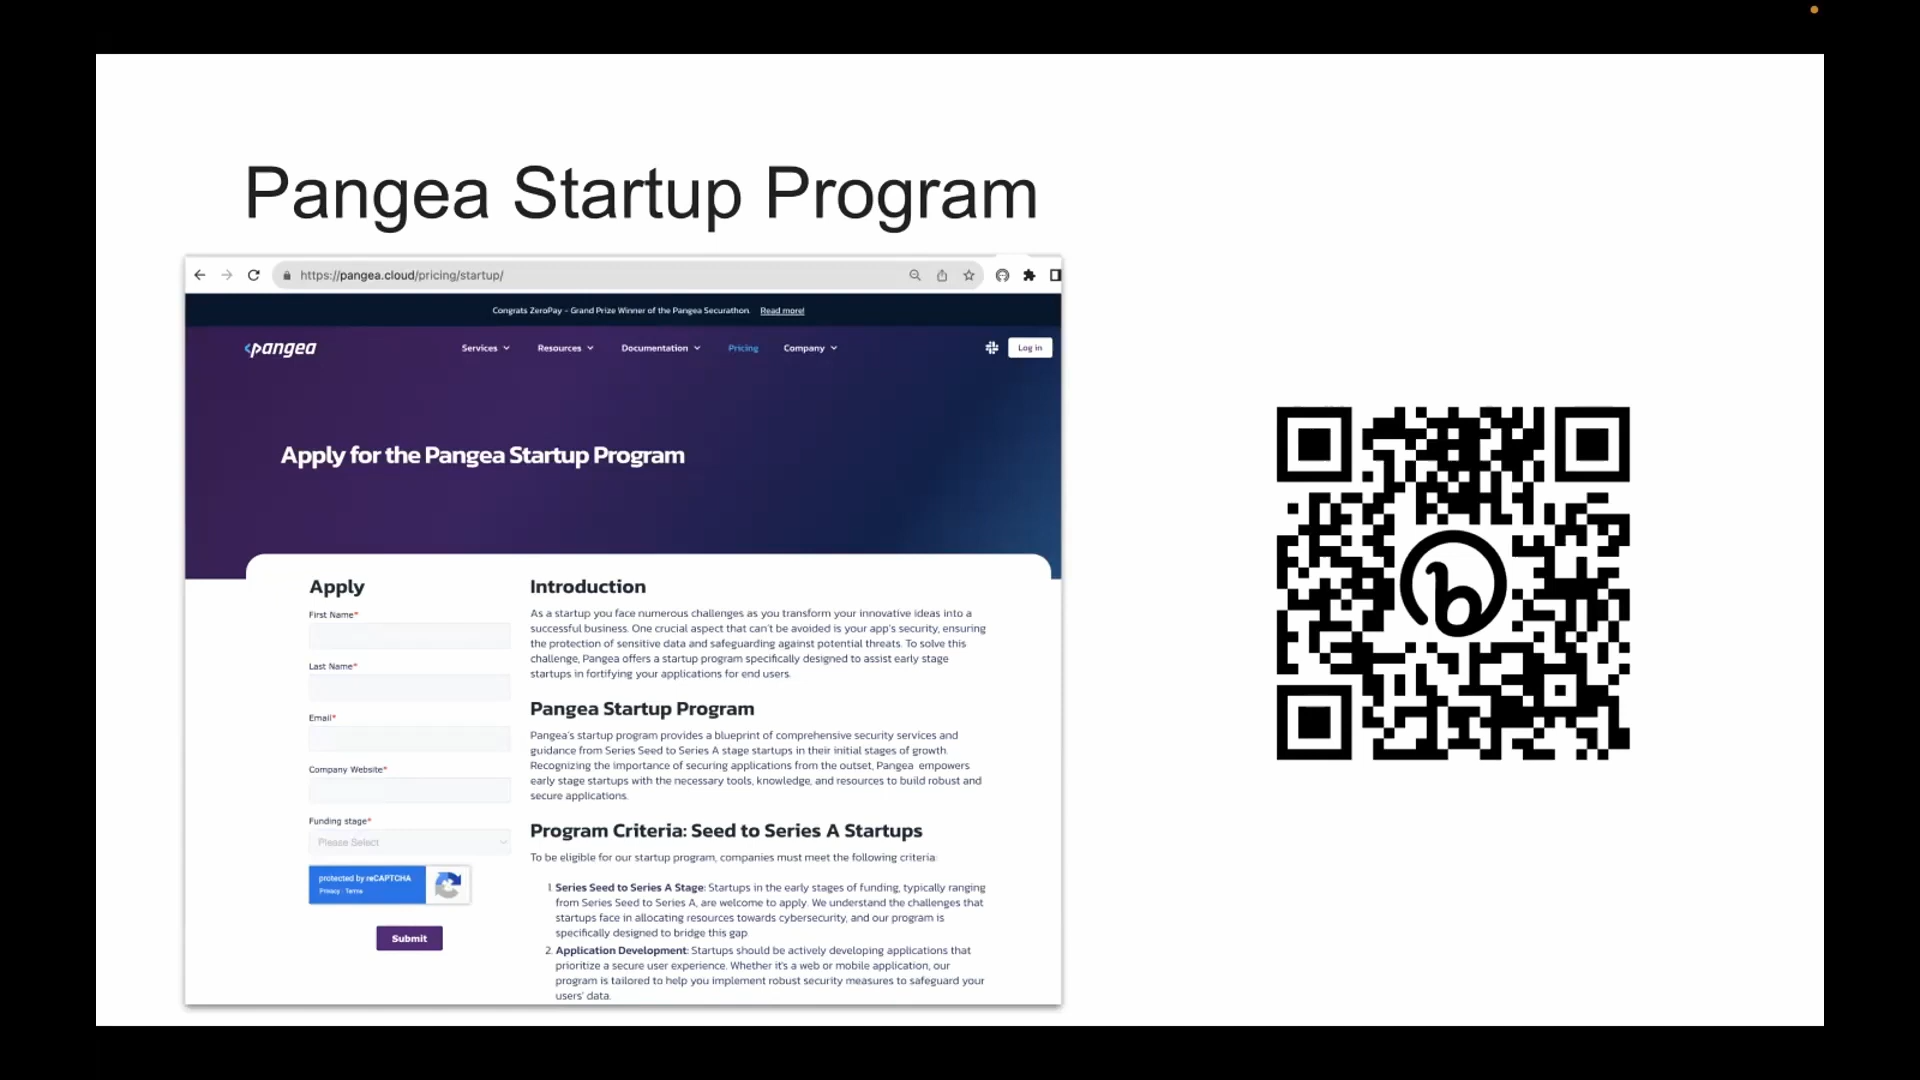 Pangea Startup Program
https://pangea.cloud/pricing/startup/
Congrats ZeroPay - Grand Prize Winner of the Pangea Securathon. Read more!
pangea
Services
Resources
Documentation
Pricing
Company
Log in
Apply for the Pangea Startup Program
Apply
First Name*
Last Name*
Email*
Company Website*
Funding stage*
Please Select
protected by reCAPTCHA
Privacy - Terms
Submit
Introduction
As a startup you face numerous challenges as you transform your innovative ideas into a
successful business. One crucial aspect that can't be avoided is your app's security, ensuring
the protection of sensitive data and safeguarding against potential threats. To solve this
challenge, Pangea offers a startup program specifically designed to assist early stage
startups in fortifying your applications for end users.
Pangea Startup Program
Pangea's startup program provides a blueprint of comprehensive security services and
guidance from Series Seed to Series A stage startups in their initial stages of growth.
Recognizing the importance of securing applications from the outset, Pangea empowers
early stage startups with the necessary tools, knowledge, and resources to build robust and
secure applications.
Program Criteria: Seed to Series A Startups
To be eligible for our startup program, companies must meet the following criteria:
1. Series Seed to Series A Stage: Startups in the early stages of funding, typically ranging
from Series Seed to Series A, are welcome to apply. We understand the challenges that
startups face in allocating resources towards cybersecurity, and our program is
specifically designed to bridge this gap
2. Application Development: Startups should be actively developing applications that
prioritize a secure user experience. Whether it's a web or mobile application, our
program is tailored to help you implement robust security measures to safeguard your
users' data.
b